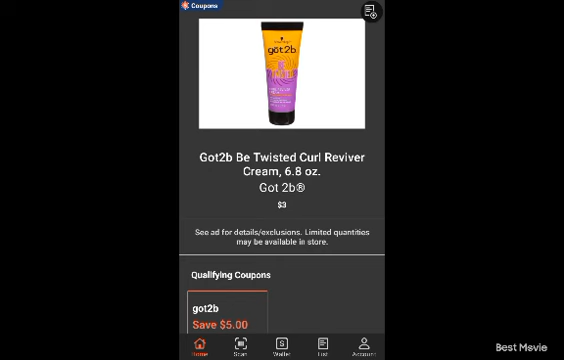 Coupons
göt2b
Got2b Be Twisted Curl Reviver
Cream, 6.8 oz.
Got 2b®
$3
See ad for details/exclusions. Limited quantities
may be available in store.
Qualifying Coupons
got2b
Save $5.00
Home
Scan
Wallet
List
Account
Best Movie